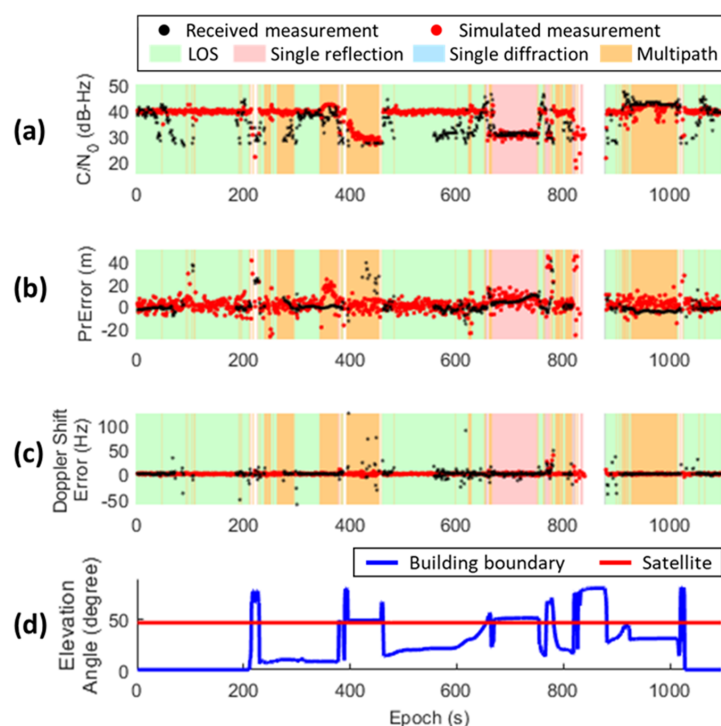 Received measurement Simulated measurement
LOS Single reflection Single diffraction Multipath
(a)
C/N0 (dB-Hz)
50
40
30
20
0 200 400 600 800 1000
(b)
PrError (m)
40
20
0
-20
0 200 400 600 800 1000
(c)
Doppler Shift
Error (Hz)
100
50
0
-50
0 200 400 600 800 1000
Building boundary Satellite
(d)
Elevation
Angle (degree)
50
0
0 200 400 600 800 1000
Epoch (s)